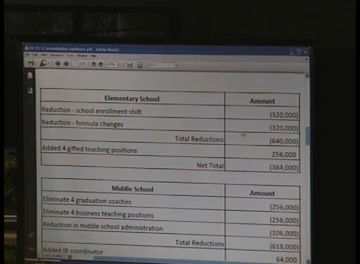 Elementary School Amount
Reduction - school enrollment shift (320,000)
Reduction - formula changes (320,000)
Total Reductions (640,000)
Added 4 gifted teaching positions 256,000
Net Total (384,000)
Middle School Amount
Eliminate 4 graduation coaches (256,000)
Eliminate 4 business teaching positions (256,000)
Reduction in middle school administration (106,000)
Total Reductions (618,000)
Added IB coordinator 64,000